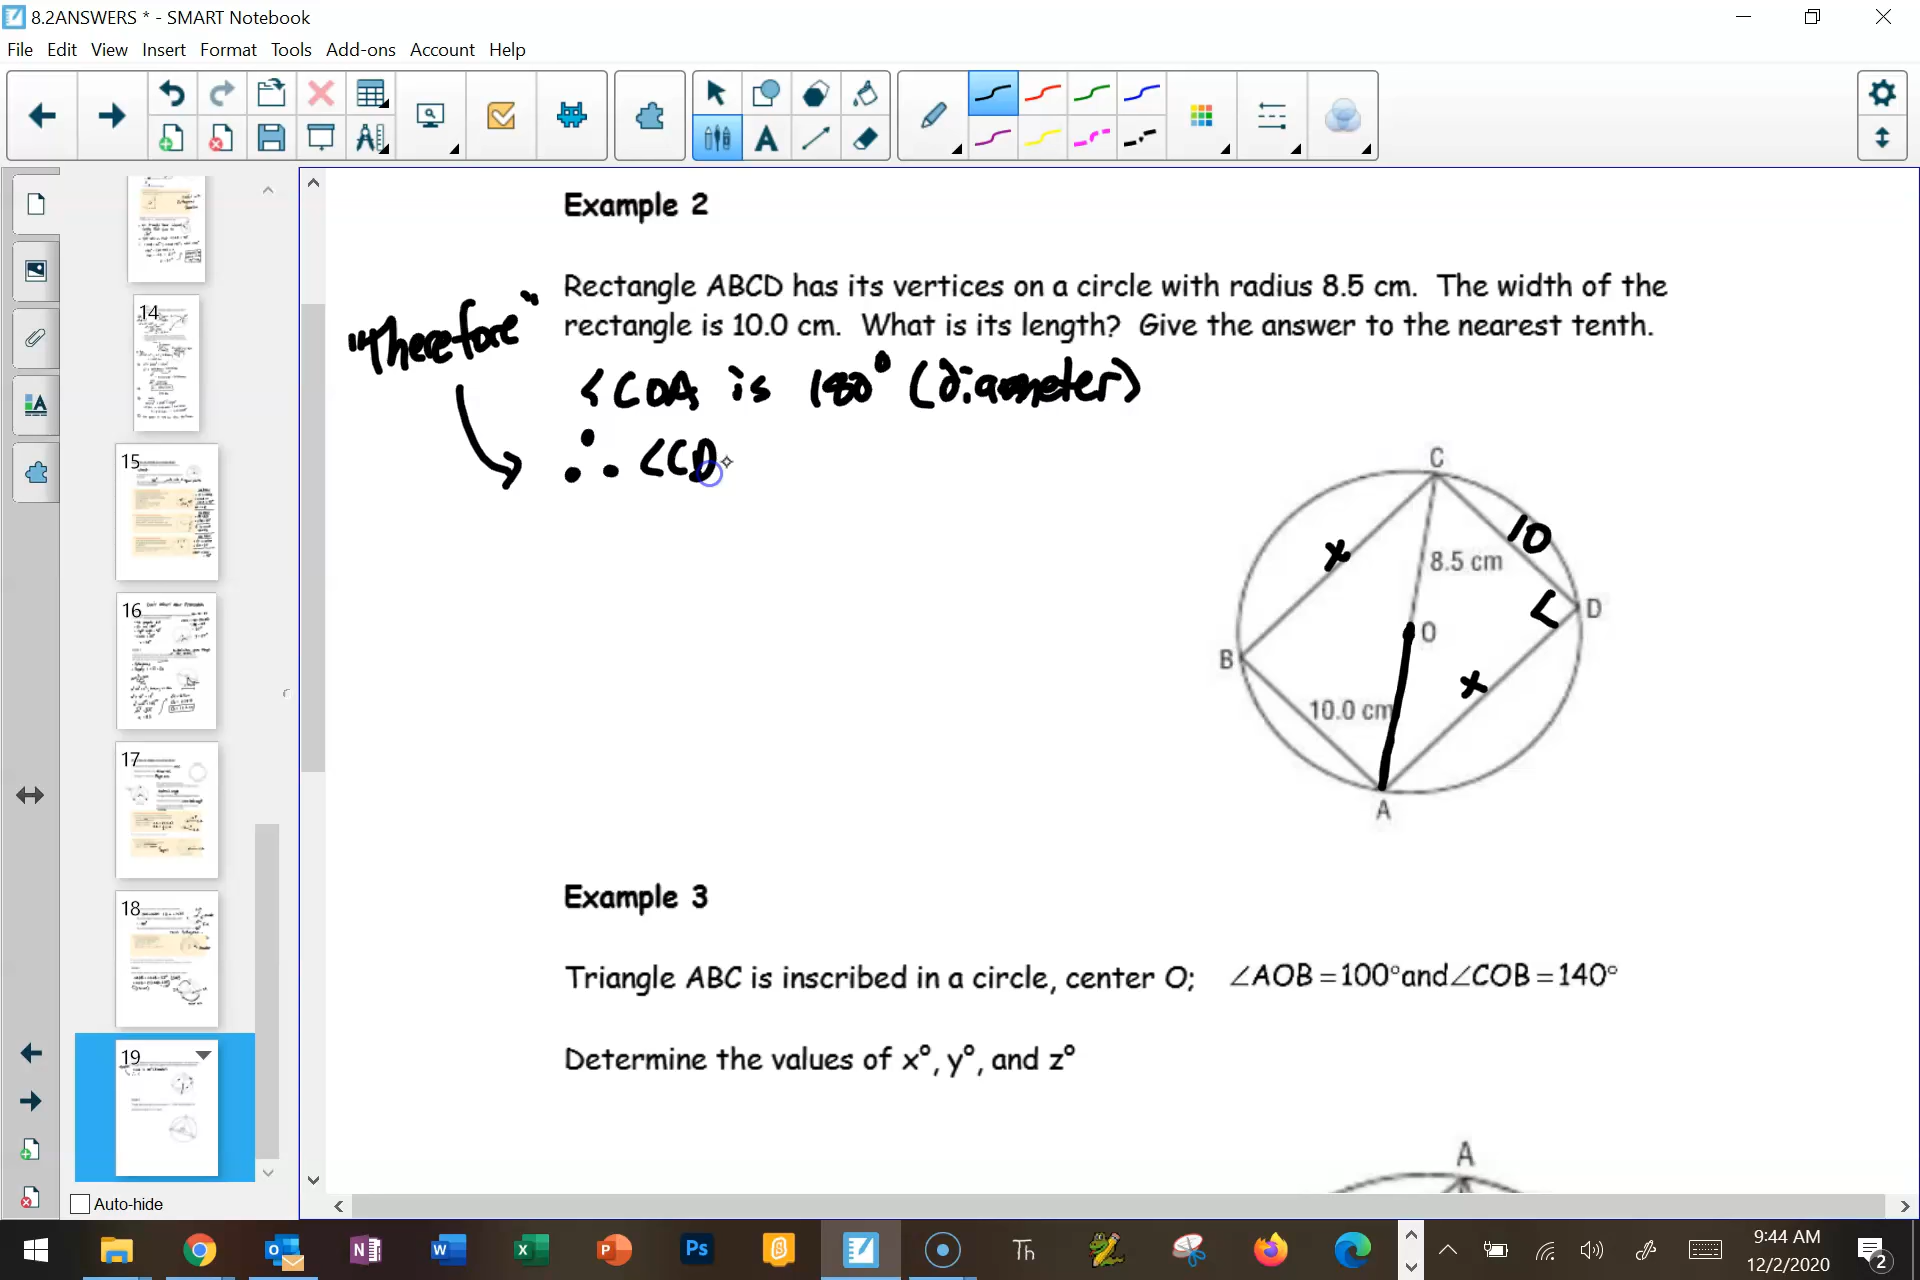 8.2ANSWERS * - SMART Notebook
File Edit View Insert Format Tools Add-ons Account Help
Example 2
Rectangle ABCD has its vertices on a circle with radius 8.5 cm. The width of the
rectangle is 10.0 cm. What is its length? Give the answer to the nearest tenth.
"Therefore"
<COA is 180° (diameter)
∴ <CD
C
10
x
8.5 cm
D
O
B
x
10.0 cm
A
Example 3
Triangle ABC is inscribed in a circle, center O; ∠AOB = 100° and ∠COB = 140°
Determine the values of x°, y°, and z°
A
14
15
16
17
18
19
Auto-hide
9:44 AM
12/2/2020
2